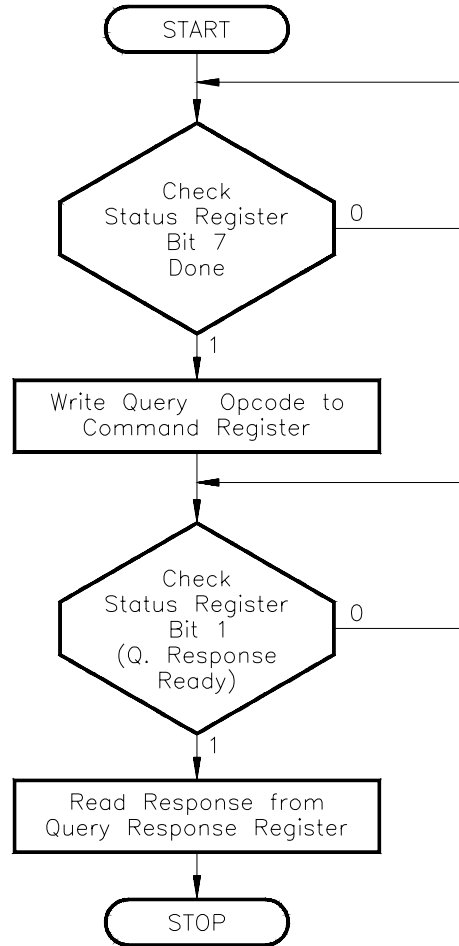 START
Check
Status Register
Bit 7
Done
0
1
Write Query Opcode to
Command Register
Check
Status Register
Bit 1
(Q. Response
Ready)
0
1
Read Response from
Query Response Register
STOP